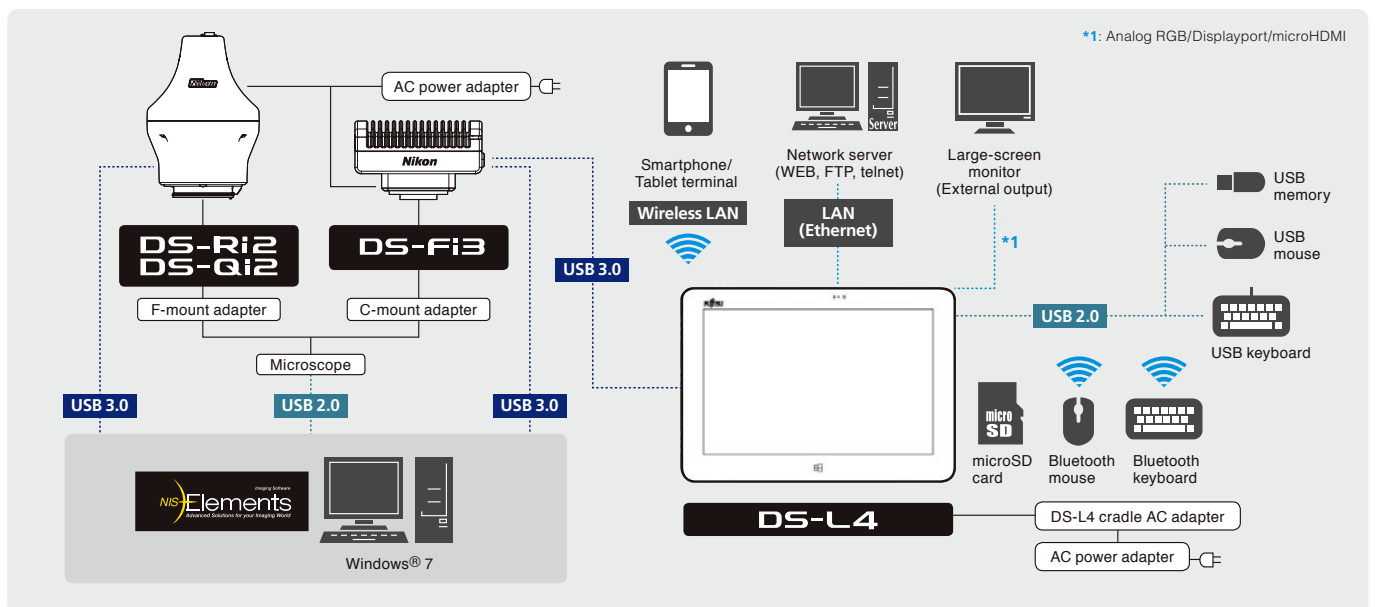 *1: Analog RGB/Displayport/microHDMI
Nikon
AC power adapter
Nikon
Smartphone/
Tablet terminal
Wireless LAN
Server
Network server
(WEB, FTP, telnet)
LAN
(Ethernet)
Large-screen
monitor
(External output)
*1
USB
memory
USB
mouse
USB keyboard
USB 2.0
DS-Ri2
DS-Qi2
DS-Fi3
USB 3.0
F-mount adapter
C-mount adapter
Microscope
USB 3.0
USB 2.0
USB 3.0
FUJITSU
micro
SD
microSD
card
Bluetooth
mouse
Bluetooth
keyboard
Imaging Software
NIS-Elements
Advanced Solutions for your Imaging World
Windows® 7
DS-L4
DS-L4 cradle AC adapter
AC power adapter